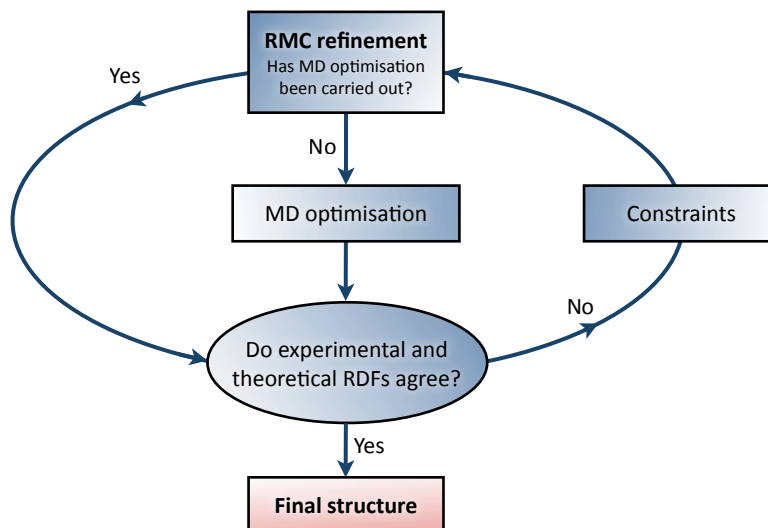 RMC refinement
Has MD optimisation
been carried out?
Yes
No
MD optimisation
Constraints
No
Do experimental and
theoretical RDFs agree?
Yes
Final structure